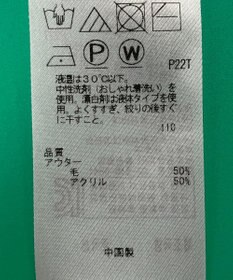 P W
P22T
液温は30℃以下。
中性洗剤(おしゃれ着洗い)を
使用。漂白剤は液体タイプを使
用。よくすすぎ、絞りの後すぐ
に干すこと。
110
品質
アウター
毛 50%
アクリル 50%
中国製